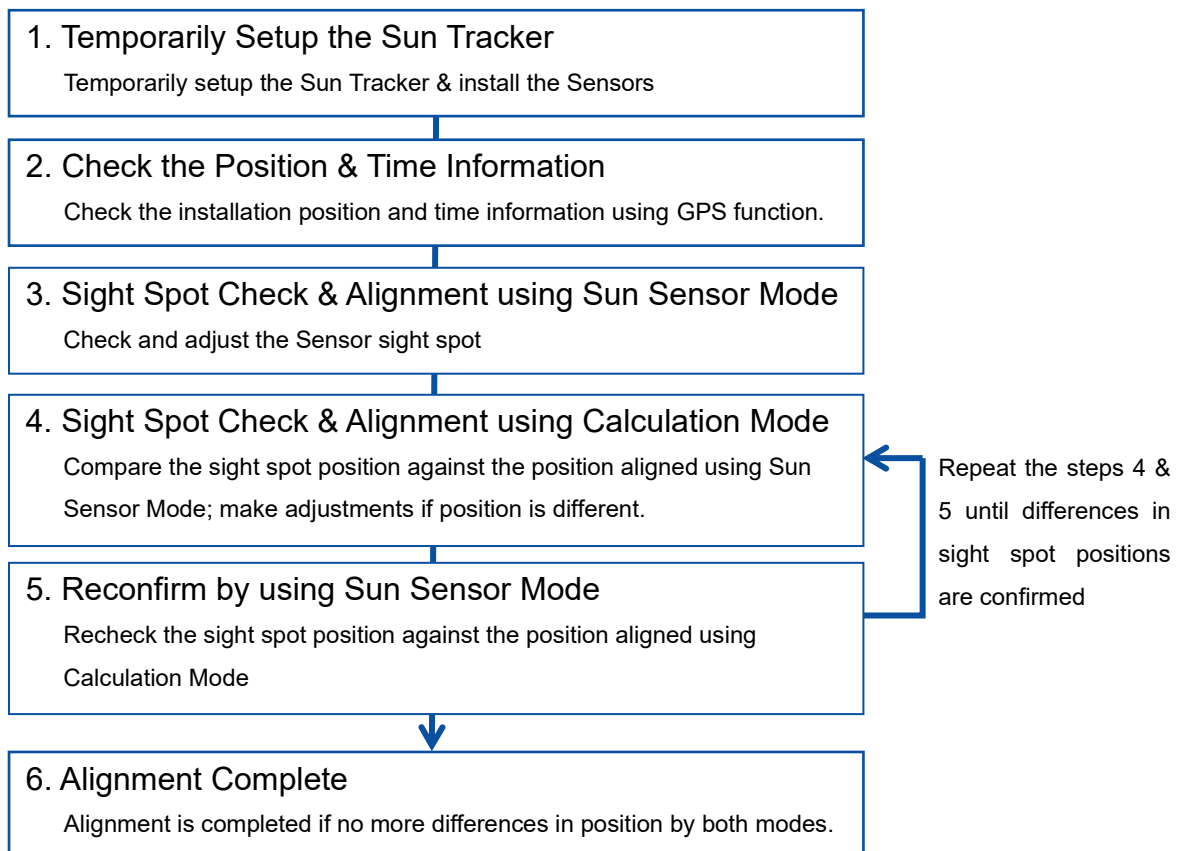 1. Temporarily Setup the Sun Tracker
Temporarily setup the Sun Tracker & install the Sensors
2. Check the Position & Time Information
Check the installation position and time information using GPS function.
3. Sight Spot Check & Alignment using Sun Sensor Mode
Check and adjust the Sensor sight spot
4. Sight Spot Check & Alignment using Calculation Mode
Compare the sight spot position against the position aligned using Sun
Sensor Mode; make adjustments if position is different.
Repeat the steps 4 &
5 until differences in
sight spot positions
are confirmed
5. Reconfirm by using Sun Sensor Mode
Recheck the sight spot position against the position aligned using
Calculation Mode
6. Alignment Complete
Alignment is completed if no more differences in position by both modes.